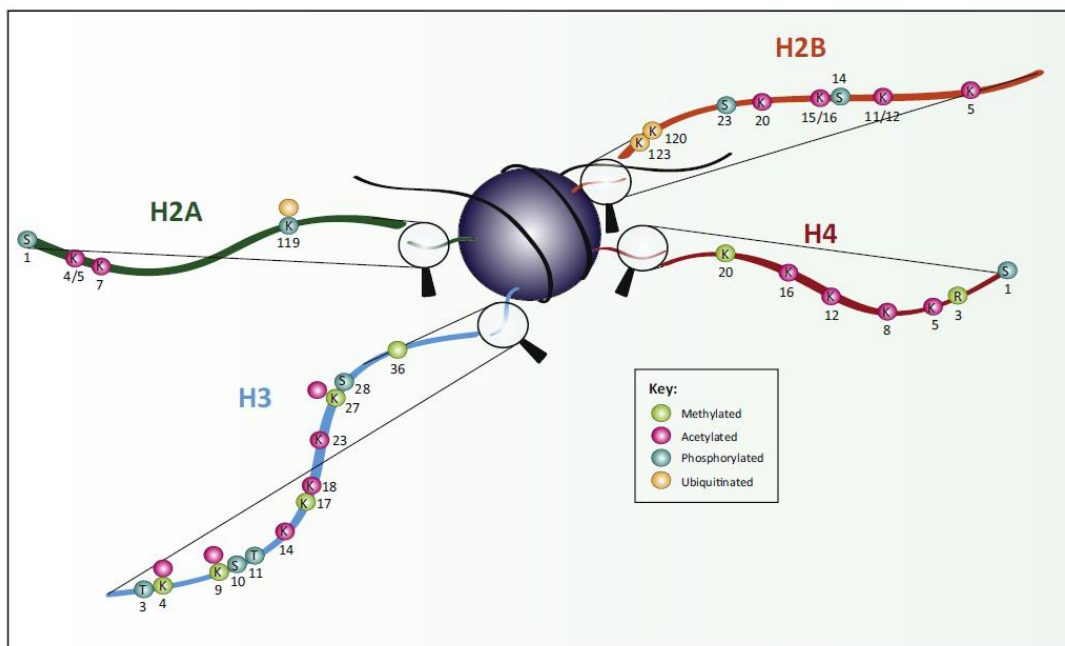 H2B
14
S K K S K K
23 20 15/16 11/12 5
K 120
K 123
H2A
K
119
S
1
K K
4/5 7
H4
K
20
K
16
K
12
K
8
K
5
R
3
S
1
H3
36
S 28
K 27
K 23
K 18
K 17
K
14
T
11
S
10
K
9
K
4
T
3
Key:
Methylated
Acetylated
Phosphorylated
Ubiquitinated